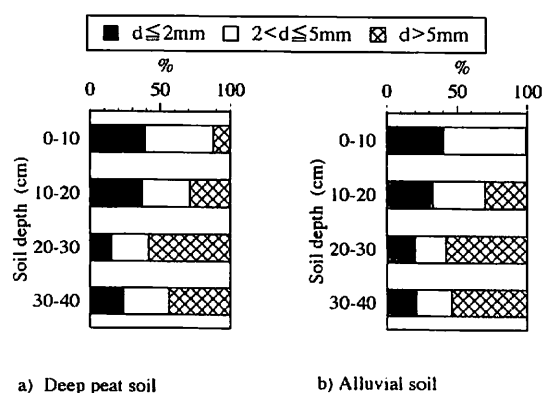 d≦2mm 2<d≦5mm d>5mm
% %
0 50 100 0 50 100
0-10 0-10
10-20 10-20
20-30 20-30
30-40 30-40
Soil depth (cm) Soil depth (cm)
a) Deep peat soil b) Alluvial soil